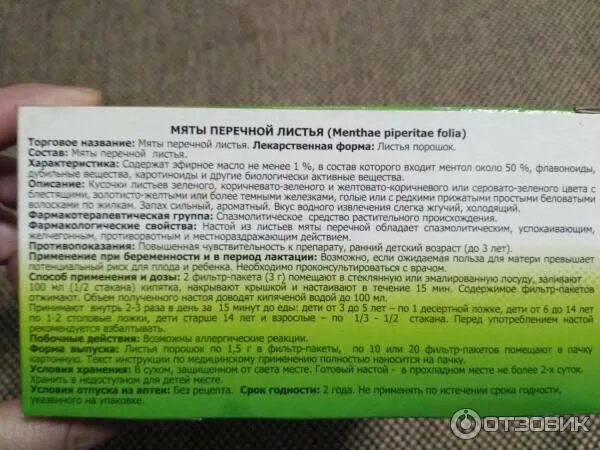 МЯТЫ ПЕРЕЧНОЙ ЛИСТЬЯ (Menthae piperitae folia)
Торговое название: Мяты перечной листья. Лекарственная форма: Листья порошок.
Состав: Мяты перечной листья.
Характеристика: Содержат эфирное масло не менее 1 %, в состав которого входит ментол около 50 %, флавоноиды,
дубильные вещества, каротиноиды и другие биологически активные вещества.
Описание: Кусочки листьев зеленого, коричневато-зеленого и желтовато-коричневого или серовато-зеленого цвета с
блестящими, золотисто-желтыми или более темными железками, голые или с редкими прижатыми простыми беловатыми
волосками по жилкам. Запах сильный, ароматный. Вкус водного извлечения слегка жгучий, холодящий.
Фармакотерапевтическая группа: Спазмолитическое средство растительного происхождения.
Фармакологические свойства: Настой из листьев мяты перечной обладает спазмолитическим, успокаивающим,
желчегонным, противорвотным и местнораздражающим действием.
Противопоказания: Повышенная чувствительность к препарату, ранний детский возраст (до 3 лет).
Применение при беременности и в период лактации: Возможно, если ожидаемая польза для матери превышает
потенциальный риск для плода и ребенка. Необходимо проконсультироваться с врачом.
Способ применения и дозы: 2 фильтр-пакета (3 г) помещают в стеклянную или эмалированную посуду, заливают
100 мл (1/2 стакана) кипятка, накрывают крышкой и настаивают в течение 15 мин. Содержимое фильтр-пакетов
отжимают. Объем полученного настоя доводят кипяченой водой до 100 мл.
Принимают внутрь 2-3 раза в день за 15 минут до еды: дети от 3 до 5 лет – по 1 десертной ложке, дети от 6 до 14 лет
по 1-2 столовые ложки, дети старше 14 лет и взрослые – по 1/3 - 1/2 стакана. Перед употреблением настой
рекомендуется взбалтывать.
Побочные действия: Возможны аллергические реакции.
Форма выпуска: Листья порошок по 1,5 г в фильтр-пакеты, по 10 или 20 фильтр-пакетов помещают в пачку
картонную. Текст инструкции по медицинскому применению полностью наносят на пачку.
Условия хранения: В сухом, защищенном от света месте. Готовый настой - в прохладном месте не более 2-х суток.
Хранить в недоступном для детей месте.
Условия отпуска из аптек: Без рецепта. Срок годности: 2 года. Не применять по истечении срока годности,
указанного на упаковке.
ОТЗОВИК